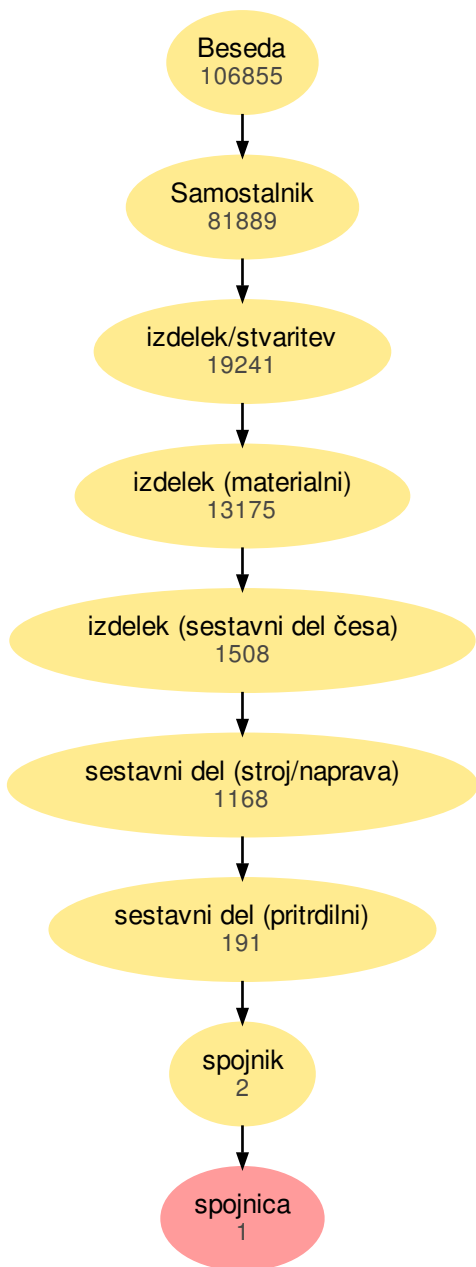 Beseda
106855
Samostalnik
81889
izdelek/stvaritev
19241
izdelek (materialni)
13175
izdelek (sestavni del česa)
1508
sestavni del (stroj/naprava)
1168
sestavni del (pritrdilni)
191
spojnik
2
spojnica
1